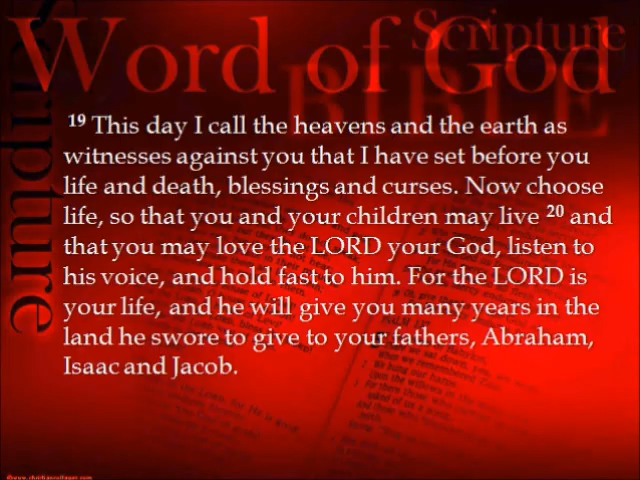 Scripture
Word of God
BIBLE
Scripture
19 This day I call the heavens and the earth as
witnesses against you that I have set before you
life and death, blessings and curses. Now choose
life, so that you and your children may live 20 and
that you may love the LORD your God, listen to
his voice, and hold fast to him. For the LORD is
your life, and he will give you many years in the
land he swore to give to your fathers, Abraham,
Isaac and Jacob.